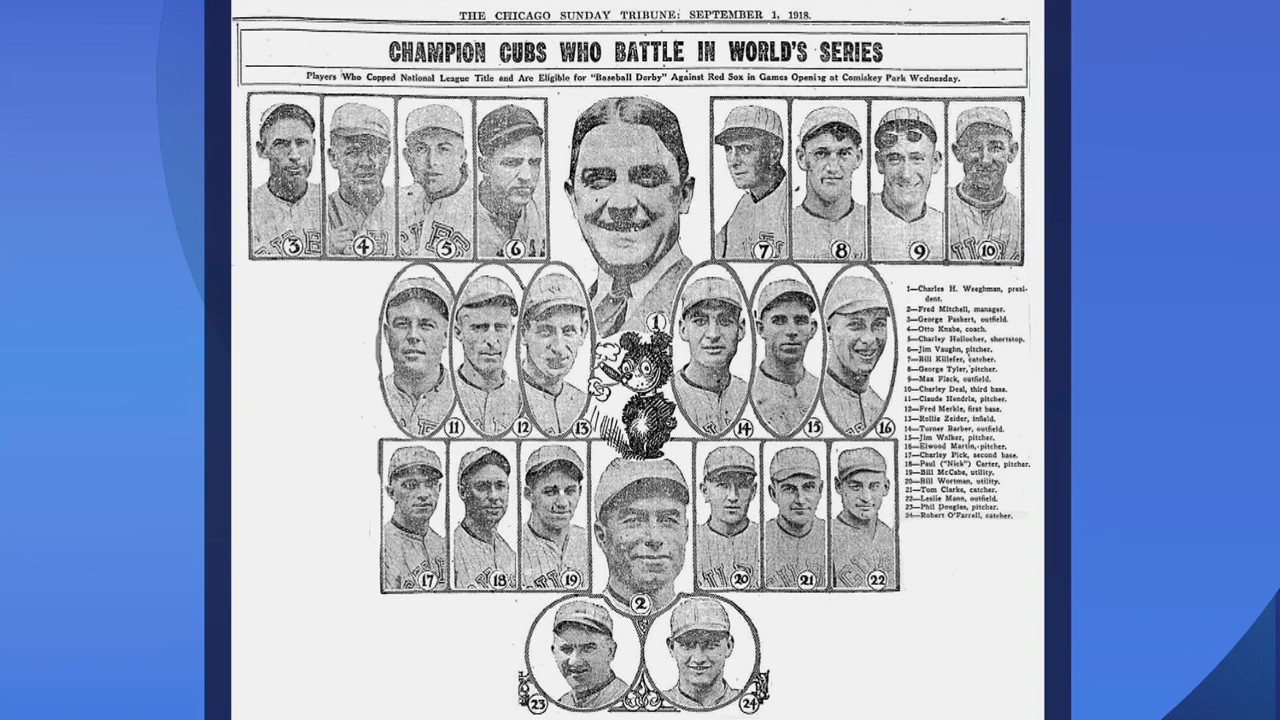 THE CHICAGO SUNDAY TRIBUNE: SEPTEMBER 1, 1918.
CHAMPION CUBS WHO BATTLE IN WORLD'S SERIES
Players Who Copped National League Title and Are Eligible for "Baseball Derby" Against Red Sox in Games Opening at Comiskey Park Wednesday.
3 4 5 6 7 8 9 10
1
11 12 13 14 15 16
17 18 19 20 21 22
2
23 24
1—Charles H. Weeghman, presi-
dent.
2—Fred Mitchell, manager.
3—George Paskert, outfield.
4—Otto Knabe, coach.
5—Charley Hollocher, shortstop.
6—Jim Vaughn, pitcher.
7—Bill Killefer, catcher.
8—George Tyler, pitcher.
9—Max Flack, outfield.
10—Charley Deal, third base.
11—Claude Hendrix, pitcher.
12—Fred Merkle, first base.
13—Rollie Zeider, infield.
14—Turner Barber, outfield.
15—Jim Walker, pitcher.
16—Elwood Martin, pitcher.
17—Charley Pick, second base.
18—Paul ("Nick") Carter, pitcher.
19—Bill McCabe, utility.
20—Bill Wortman, utility.
21—Tom Clarke, catcher.
22—Leslie Mann, outfield.
23—Phil Douglas, pitcher.
24—Robert O'Farrell, catcher.